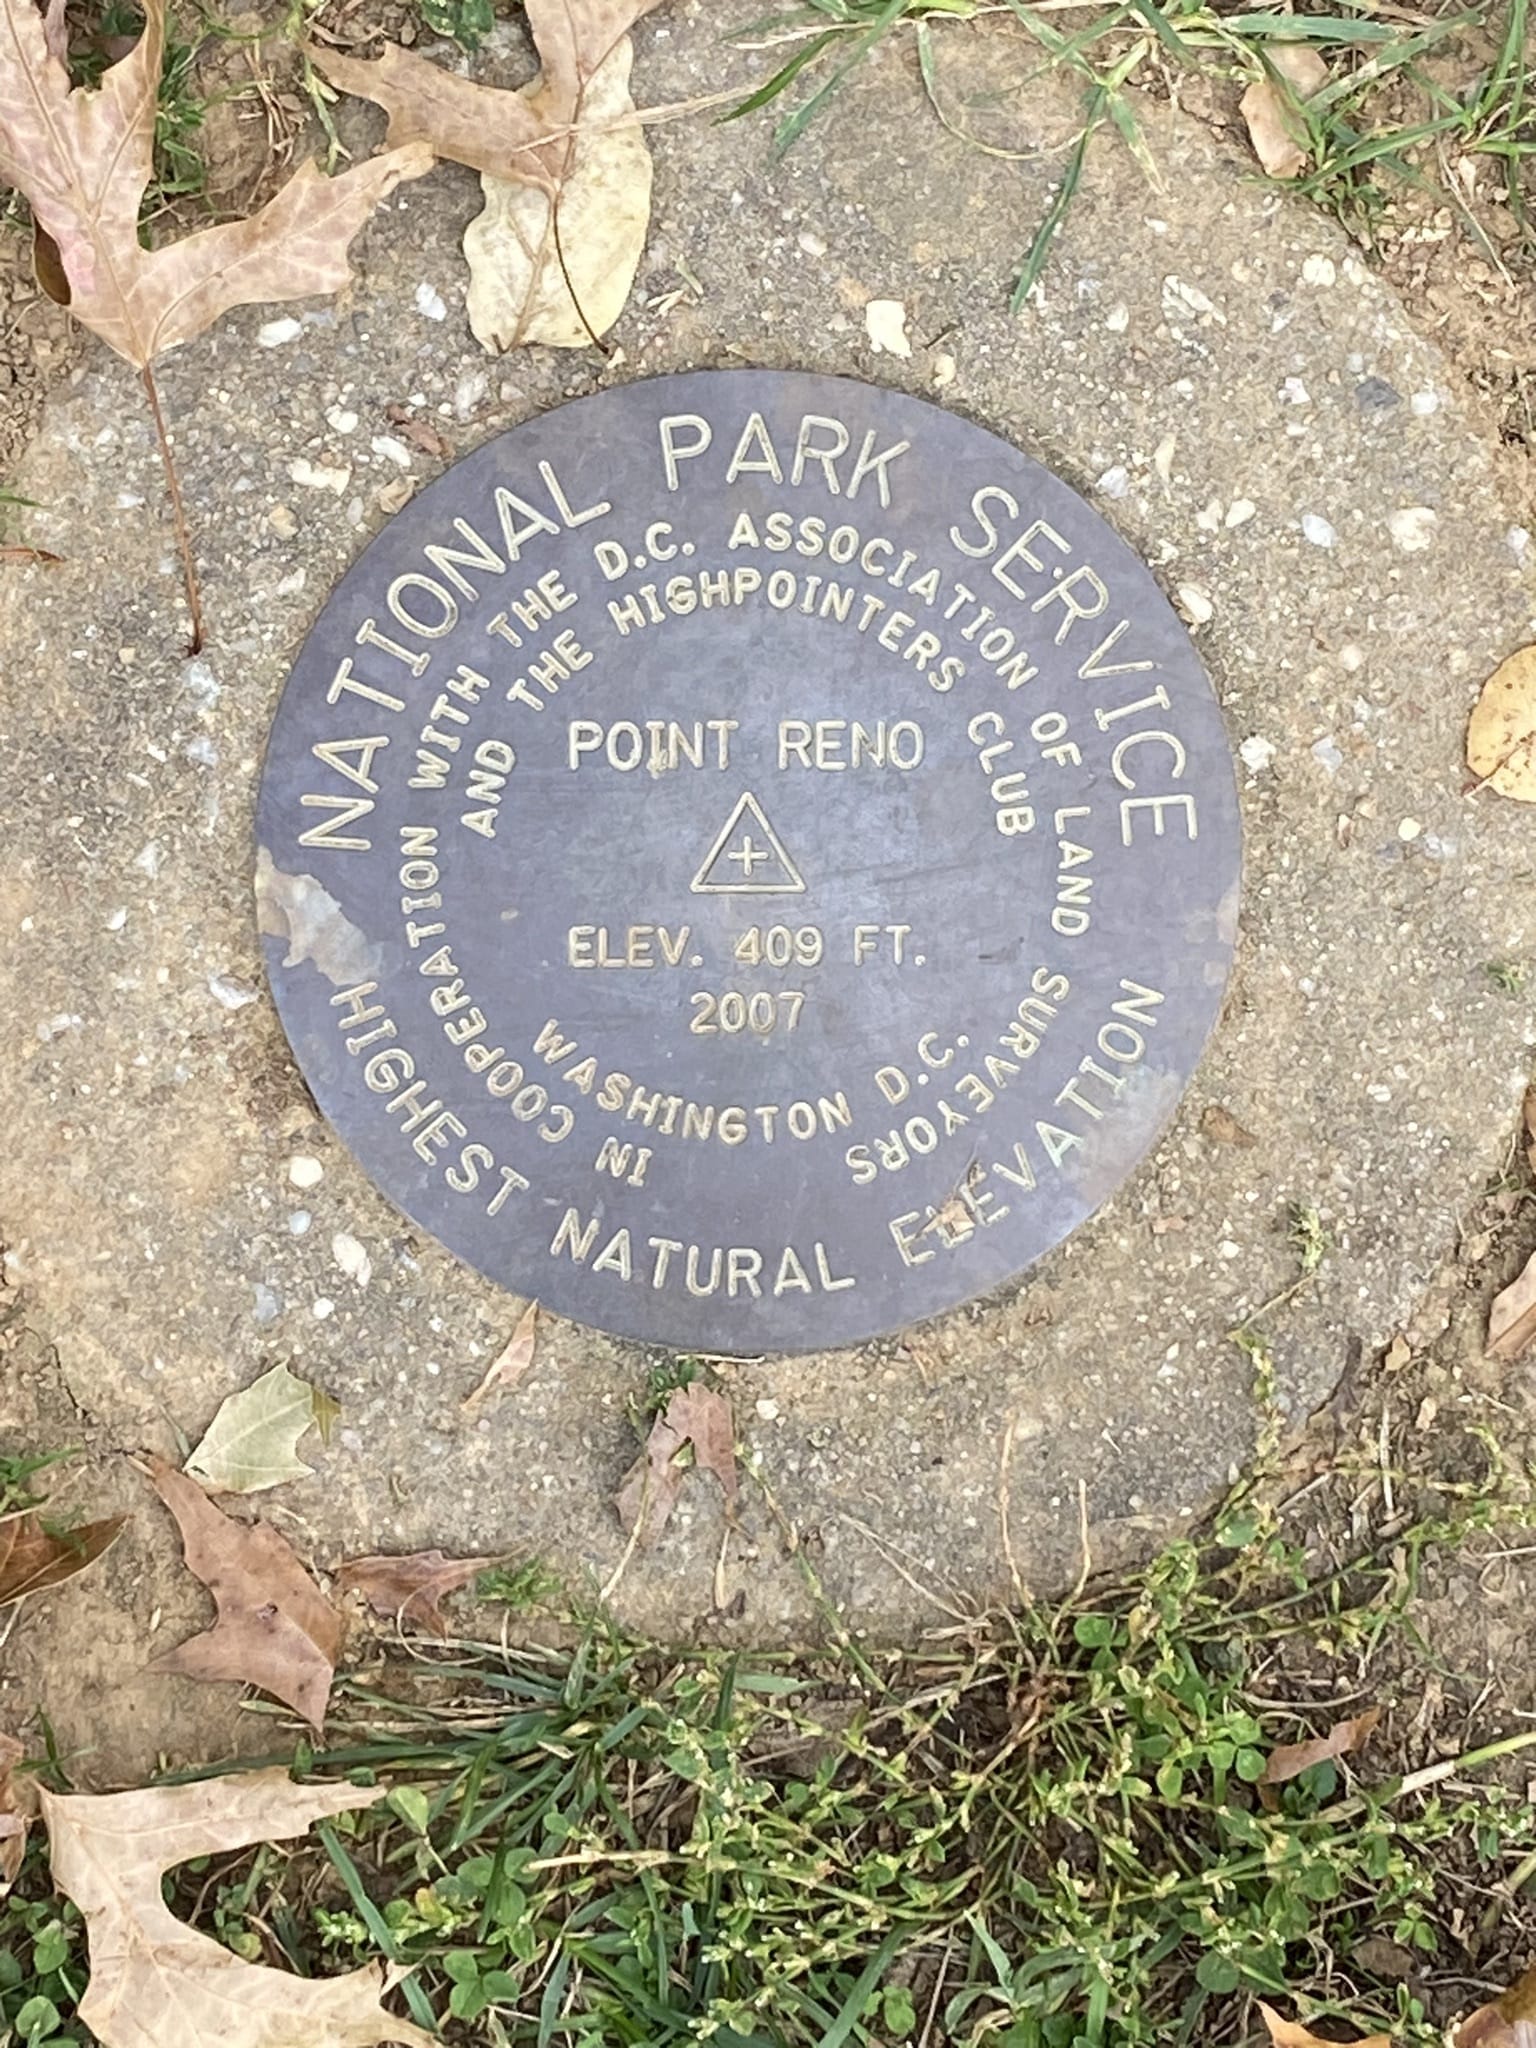 NATIONAL PARK SERVICE
IN COOPERATION WITH THE D.C. ASSOCIATION OF LAND SURVEYORS
AND THE HIGHPOINTERS CLUB
POINT RENO
ELEV. 409 FT.
2007
WASHINGTON D.C.
HIGHEST NATURAL ELEVATION